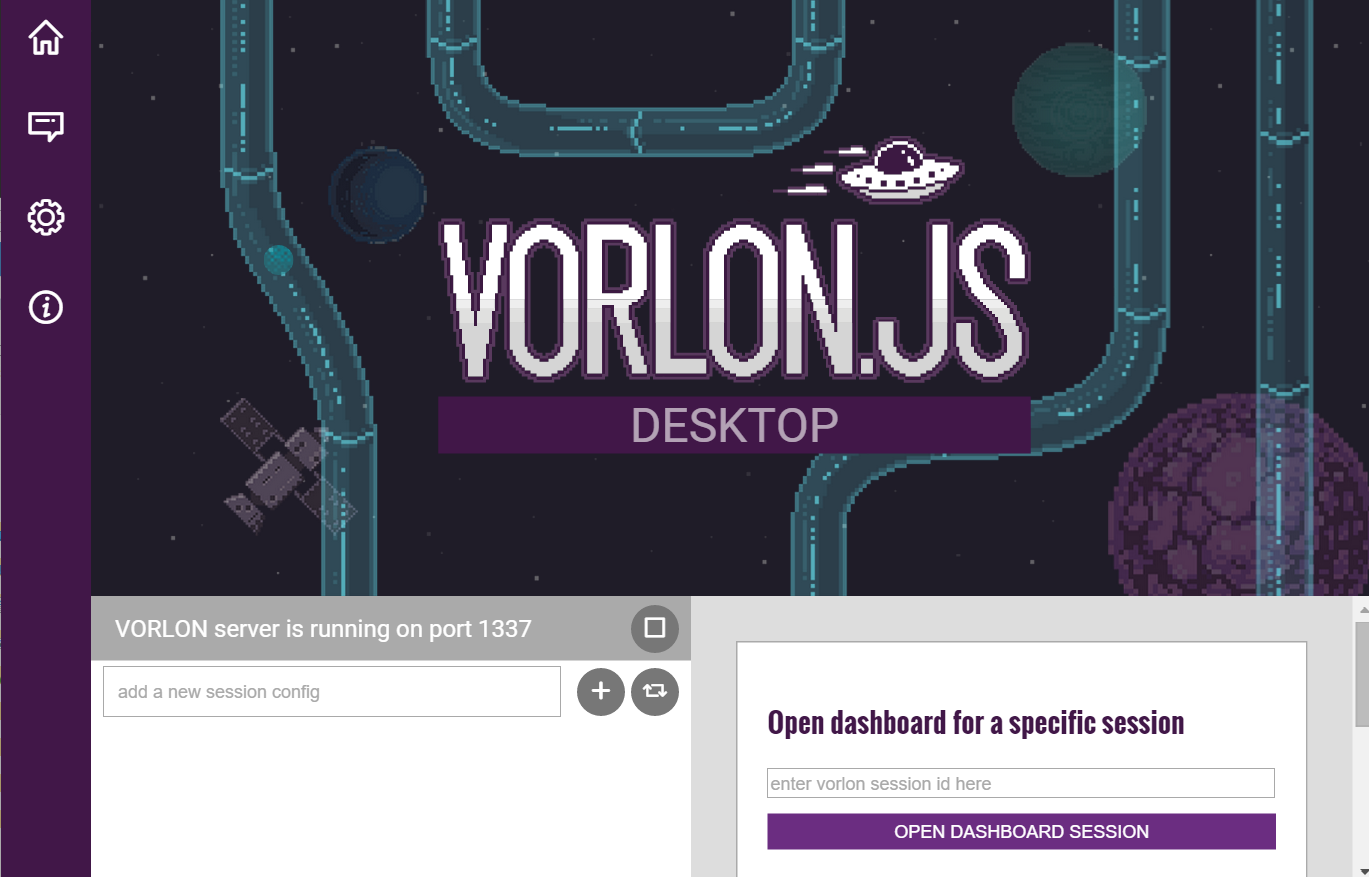 VORLON.JS
DESKTOP
VORLON server is running on port 1337
add a new session config
Open dashboard for a specific session
enter vorlon session id here
OPEN DASHBOARD SESSION